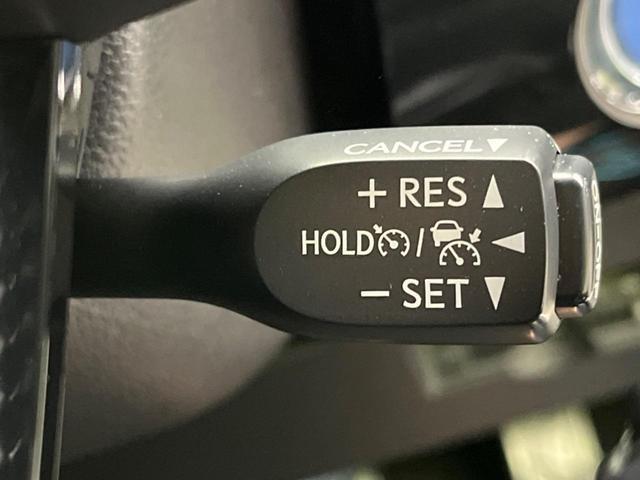 CANCEL▼
+ RES ▲
HOLD / ◀
− SET ▼